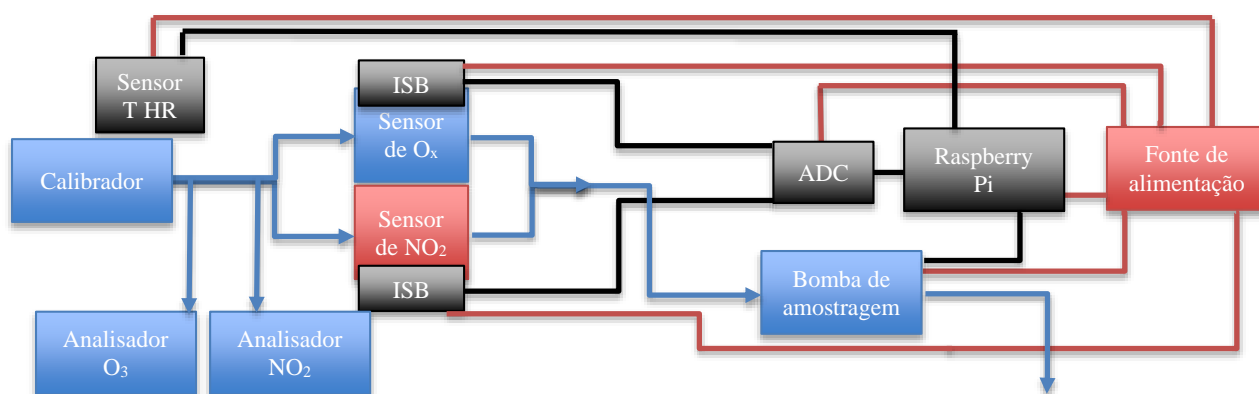 Sensor
T HR
ISB
Sensor
de Oₓ
Calibrador
ADC
Raspberry
Pi
Fonte de
alimentação
Sensor
de NO₂
ISB
Bomba de
amostragem
Analisador
O₃
Analisador
NO₂